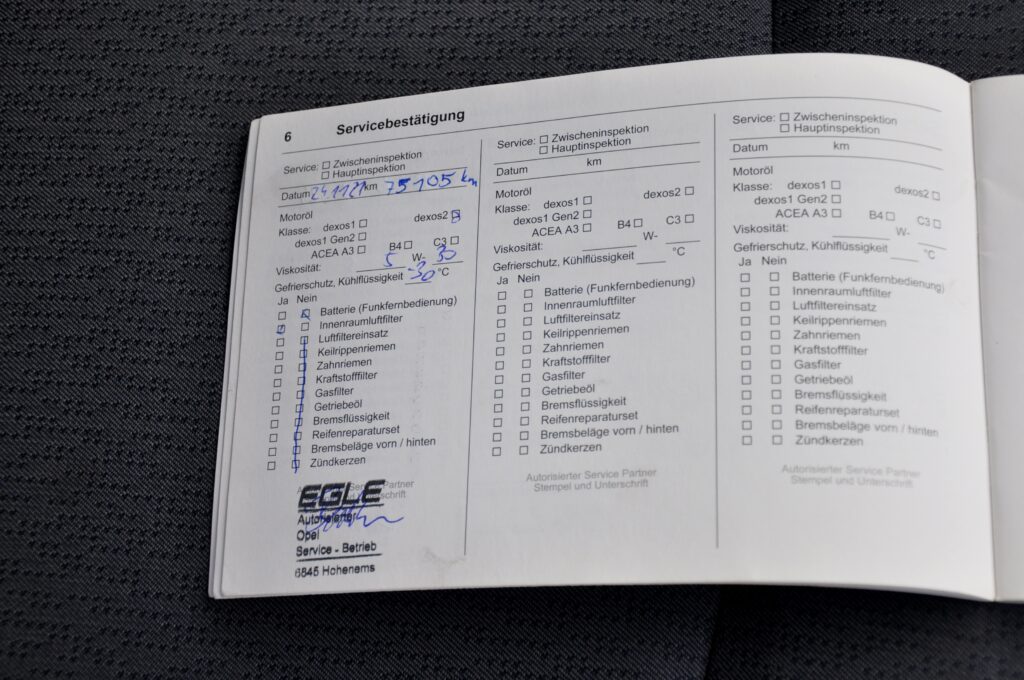 6 Servicebestätigung
Service: ☐ Zwischeninspektion
☐ Hauptinspektion
Datum 24.11.21 km 75105 km
Motoröl
Klasse: dexos1 ☐ dexos2 ☒
dexos1 Gen2 ☐
ACEA A3 ☐ B4 ☐ C3 ☐
Viskosität: 5 W- 30
Gefrierschutz, Kühlflüssigkeit -30 °C
Ja Nein
☐ ☒ Batterie (Funkfernbedienung)
☒ ☐ Innenraumluftfilter
☐ ☒ Luftfiltereinsatz
☐ ☒ Keilrippenriemen
☐ ☒ Zahnriemen
☐ ☒ Kraftstofffilter
☐ ☒ Gasfilter
☐ ☒ Getriebeöl
☐ ☒ Bremsflüssigkeit
☐ ☒ Reifenreparaturset
☐ ☒ Bremsbeläge vorn / hinten
☐ ☒ Zündkerzen
Service Partner
EGLE
Opel
Service - Betrieb
6845 Hohenems
Service: ☐ Zwischeninspektion
☐ Hauptinspektion
Datum km
Motoröl
Klasse: dexos1 ☐ dexos2 ☐
dexos1 Gen2 ☐
ACEA A3 ☐ B4 ☐ C3 ☐
Viskosität: W-
Gefrierschutz, Kühlflüssigkeit °C
Ja Nein
☐ ☐ Batterie (Funkfernbedienung)
☐ ☐ Innenraumluftfilter
☐ ☐ Luftfiltereinsatz
☐ ☐ Keilrippenriemen
☐ ☐ Zahnriemen
☐ ☐ Kraftstofffilter
☐ ☐ Gasfilter
☐ ☐ Getriebeöl
☐ ☐ Bremsflüssigkeit
☐ ☐ Reifenreparaturset
☐ ☐ Bremsbeläge vorn / hinten
☐ ☐ Zündkerzen
Autorisierter Service Partner
Stempel und Unterschrift
Service: ☐ Zwischeninspektion
☐ Hauptinspektion
Datum km
Motoröl
Klasse: dexos1 ☐ dexos2 ☐
dexos1 Gen2 ☐
ACEA A3 ☐ B4 ☐ C3 ☐
Viskosität: W-
Gefrierschutz, Kühlflüssigkeit °C
Ja Nein
☐ ☐ Batterie (Funkfernbedienung)
☐ ☐ Innenraumluftfilter
☐ ☐ Luftfiltereinsatz
☐ ☐ Keilrippenriemen
☐ ☐ Zahnriemen
☐ ☐ Kraftstofffilter
☐ ☐ Gasfilter
☐ ☐ Getriebeöl
☐ ☐ Bremsflüssigkeit
☐ ☐ Reifenreparaturset
☐ ☐ Bremsbeläge vorn / hinten
☐ ☐ Zündkerzen
Autorisierter Service Partner
Stempel und Unterschrift